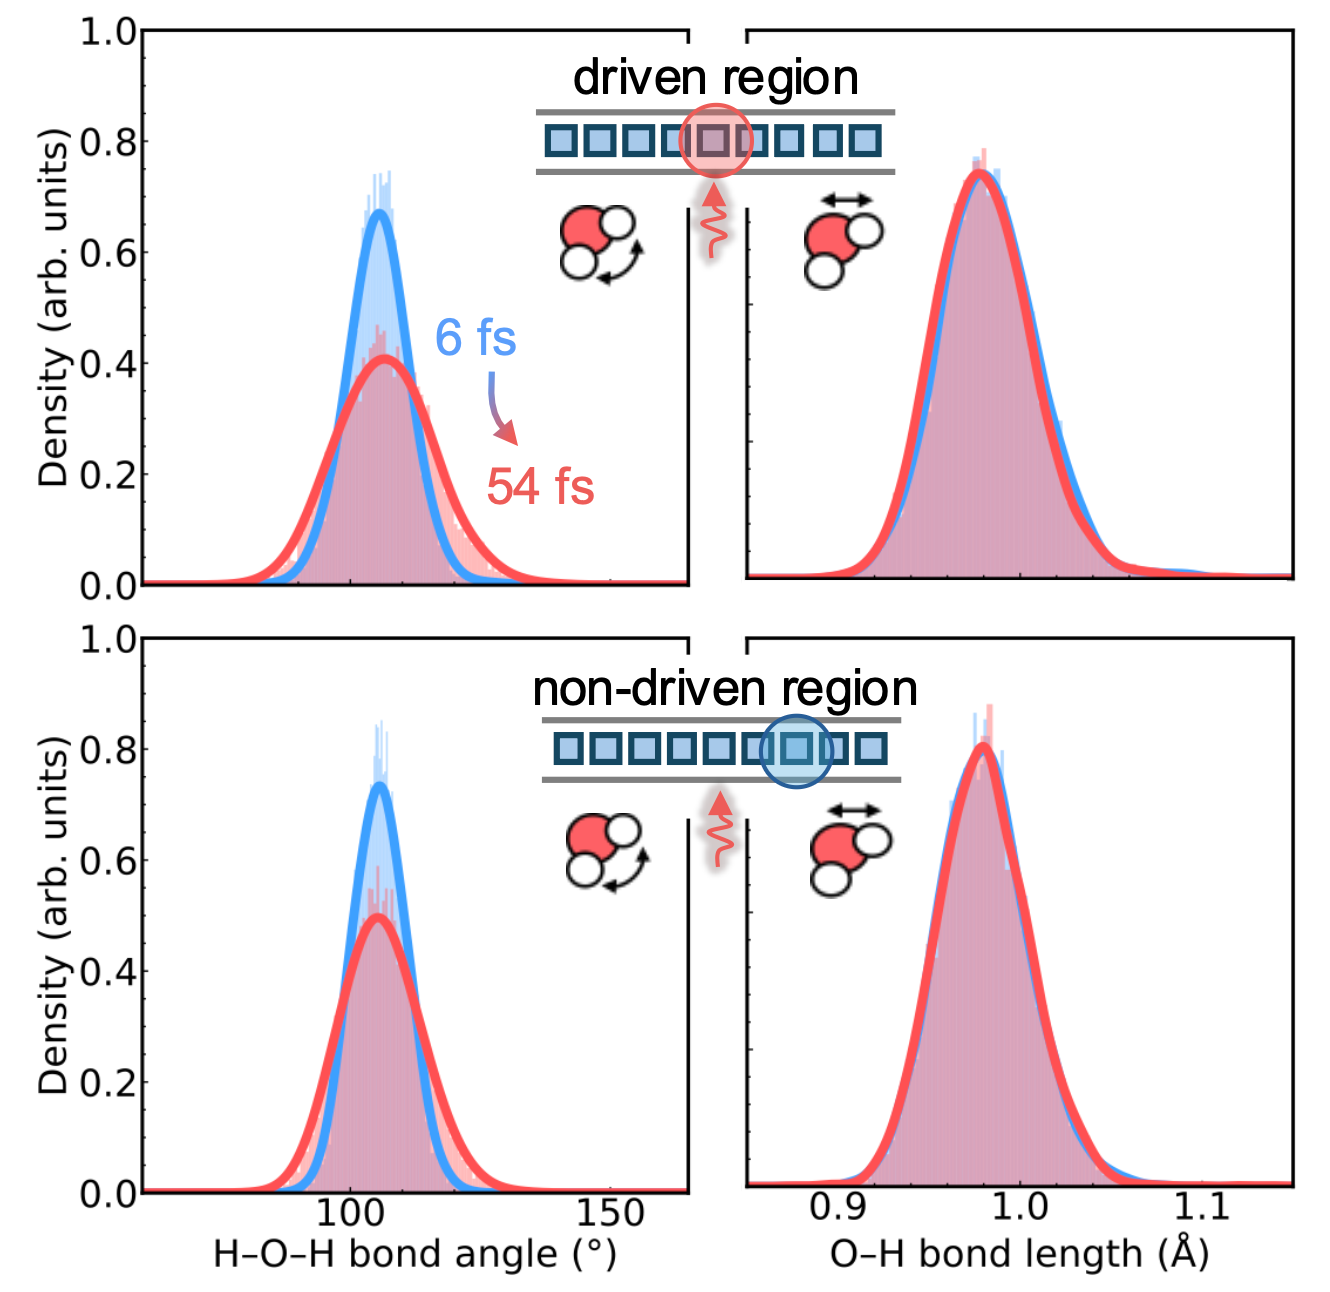 1.0
driven region
0.8
0.6
6 fs
0.4
54 fs
0.2
0.0
Density (arb. units)
1.0
non-driven region
0.8
0.6
0.4
0.2
0.0
Density (arb. units)
100
150
0.9
1.0
1.1
H–O–H bond angle (°)
O–H bond length (Å)